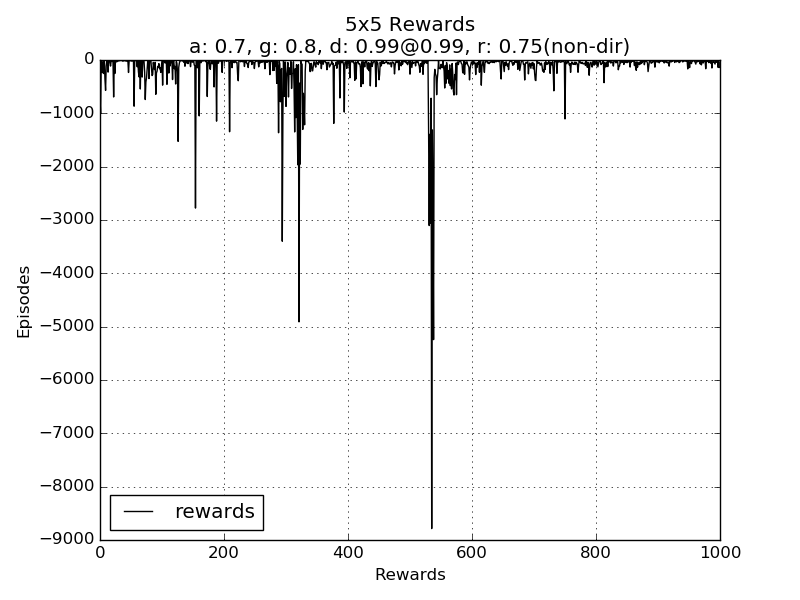 5x5 Rewards
a: 0.7, g: 0.8, d: 0.99@0.99, r: 0.75(non-dir)
0
−1000
−2000
−3000
−4000
−5000
−6000
−7000
−8000
−9000
Episodes
rewards
0 200 400 600 800 1000
Rewards